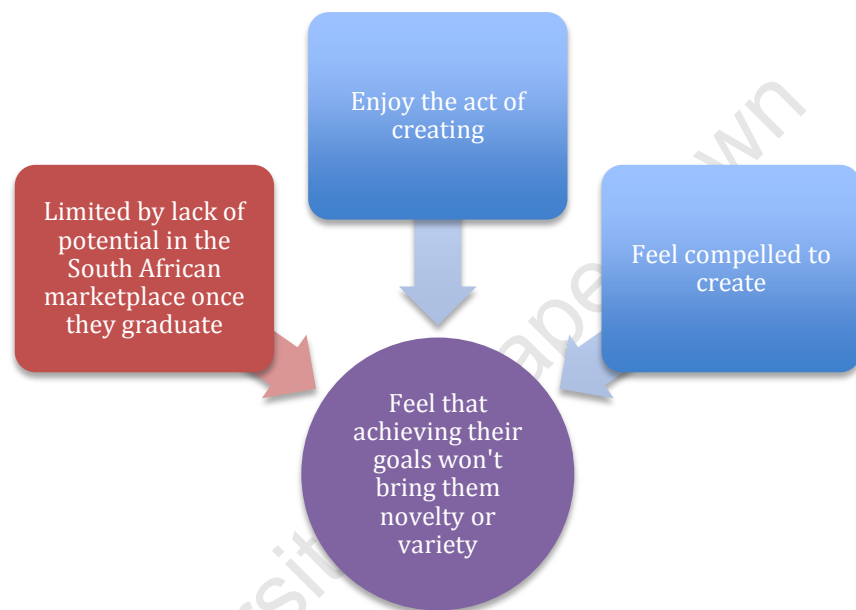 Enjoy the act of
creating
Limited by lack of
potential in the
South African
marketplace once
they graduate
Feel compelled to
create
Feel that
achieving their
goals won't
bring them
novelty or
variety